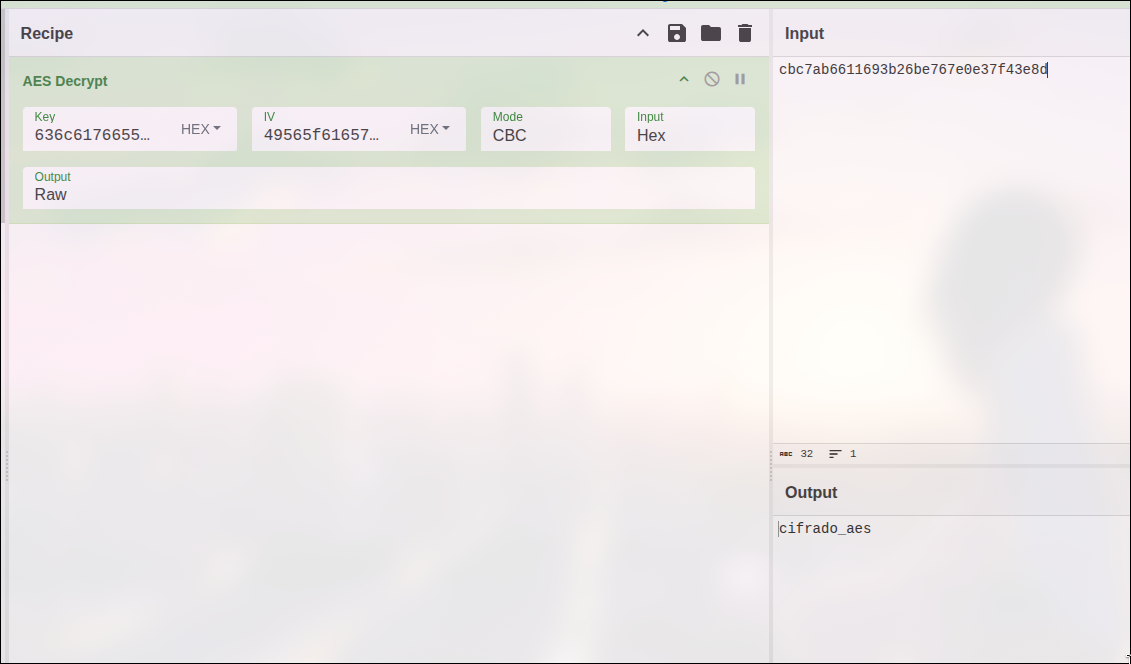 Recipe
AES Decrypt
Key
636c6176655…
HEX
IV
49565f61657…
HEX
Mode
CBC
Input
Hex
Output
Raw
Input
cbc7ab6611693b26be767e0e37f43e8d
ABC 32 1
Output
cifrado_aes